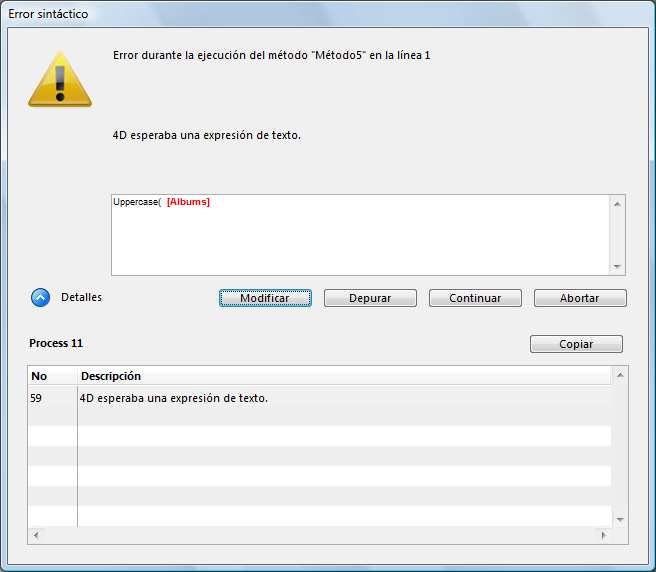 Error sintáctico
Error durante la ejecución del método "Método5" en la línea 1
4D esperaba una expresión de texto.
Uppercase( [Albums]
Detalles
Modificar
Depurar
Continuar
Abortar
Process 11
Copiar
No Descripción
59 4D esperaba una expresión de texto.